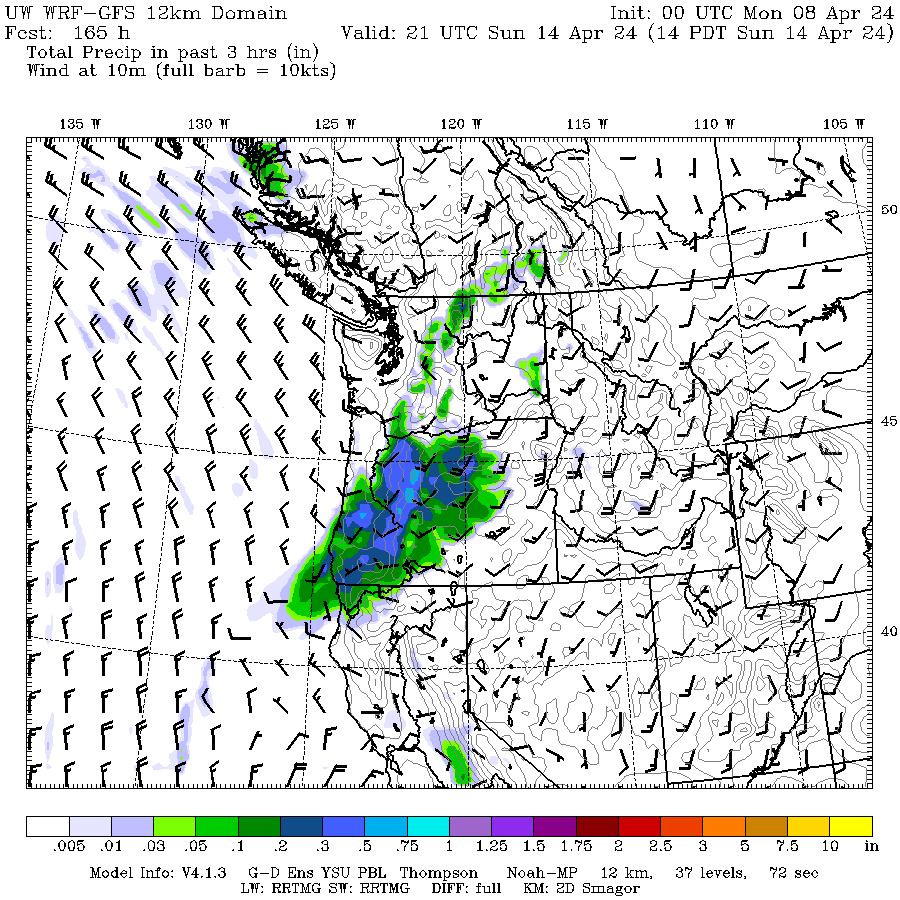 UW WRF-GFS 12km Domain Init: 00 UTC Mon 08 Apr 24
Fcst: 165 h Valid: 21 UTC Sun 14 Apr 24 (14 PDT Sun 14 Apr 24)
Total Precip in past 3 hrs (in)
Wind at 10m (full barb = 10kts)
135 W 130 W 125 W 120 W 115 W 110 W 105 W
50
45
40
.005 .01 .03 .05 .1 .2 .3 .5 .75 1 1.25 1.5 1.75 2 2.5 3 5 7.5 10 in
Model Info: V4.1.3 G-D Ens YSU PBL Thompson Noah-MP 12 km, 37 levels, 72 sec
LW: RRTMG SW: RRTMG DIFF: full KM: 2D Smagor